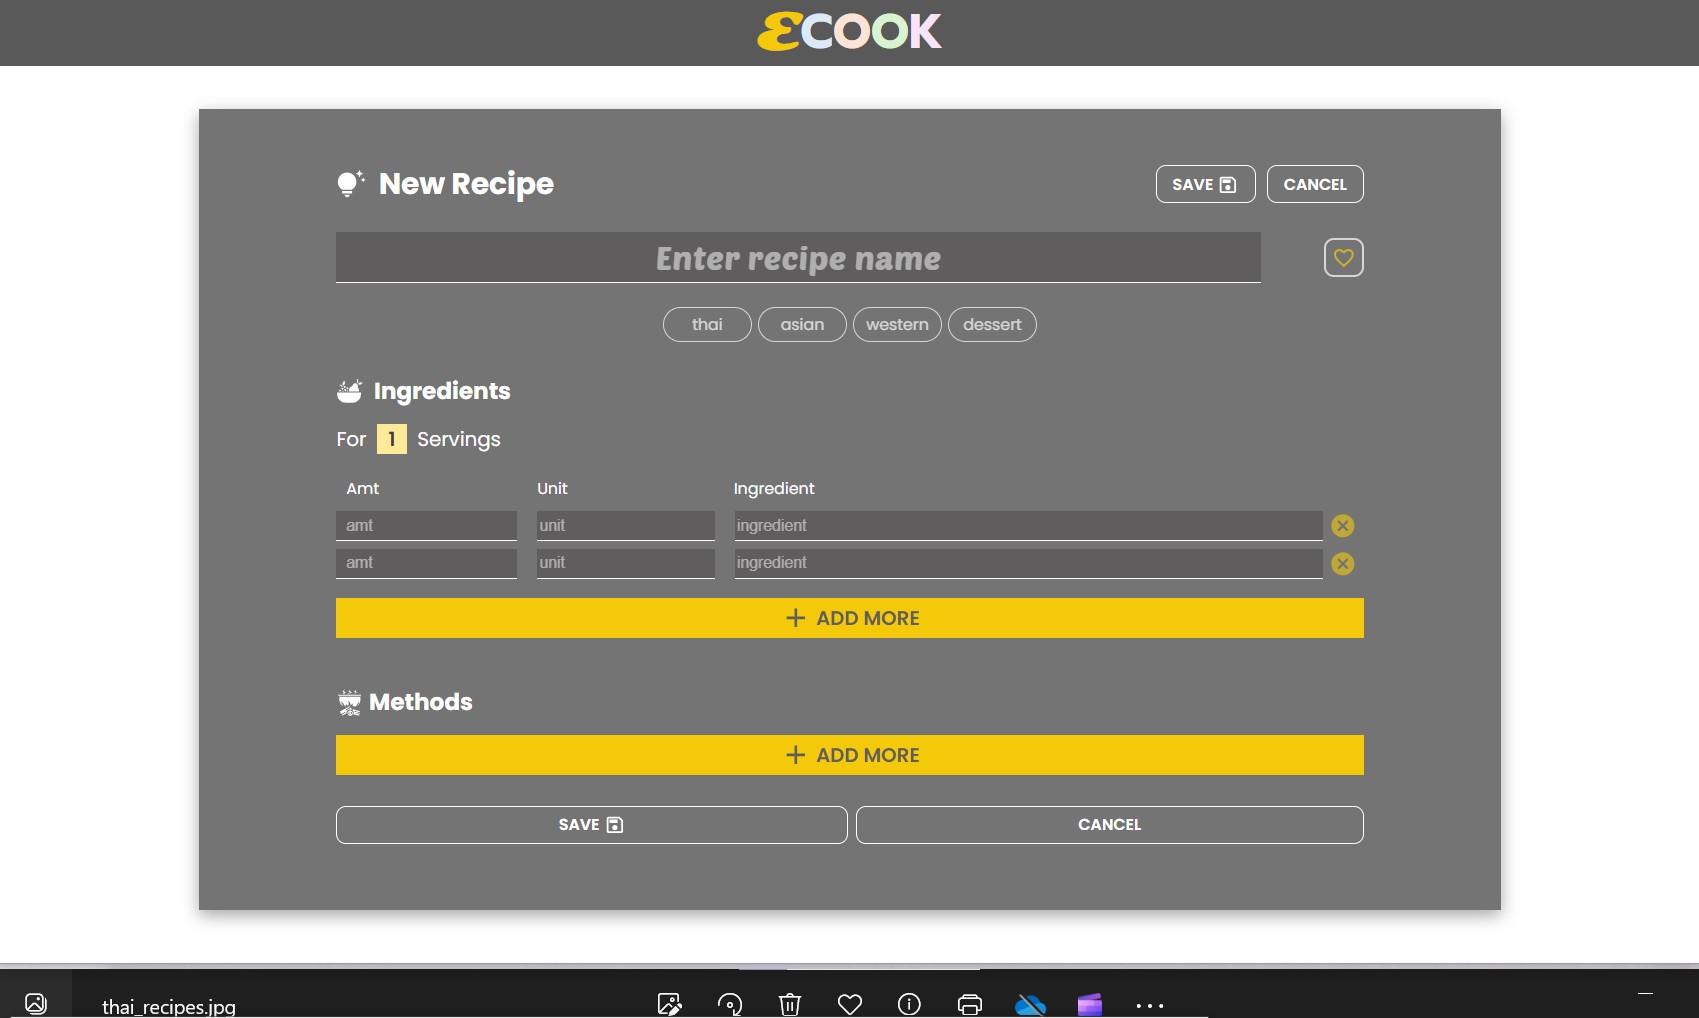 ECOOK
New Recipe
SAVE CANCEL
Enter recipe name
thai asian western dessert
Ingredients
For 1 Servings
Amt Unit Ingredient
amt unit ingredient
amt unit ingredient
+ ADD MORE
Methods
+ ADD MORE
SAVE CANCEL
thai_recipes.jpg